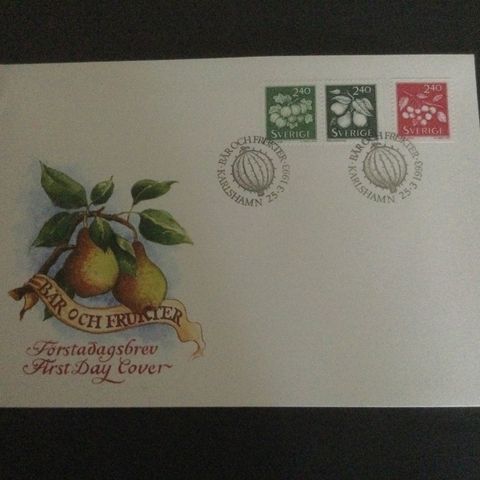 2.40
SVERIGE
2.40
SVERIGE
2.40
SVERIGE
BÄR OCH FRUKTER
KARLSHAMN 25-3 1993
BÄR OCH FRUKTER
KARLSHAMN 25-3 1993
BÄR OCH FRUKTER
Förstadagsbrev
First Day Cover